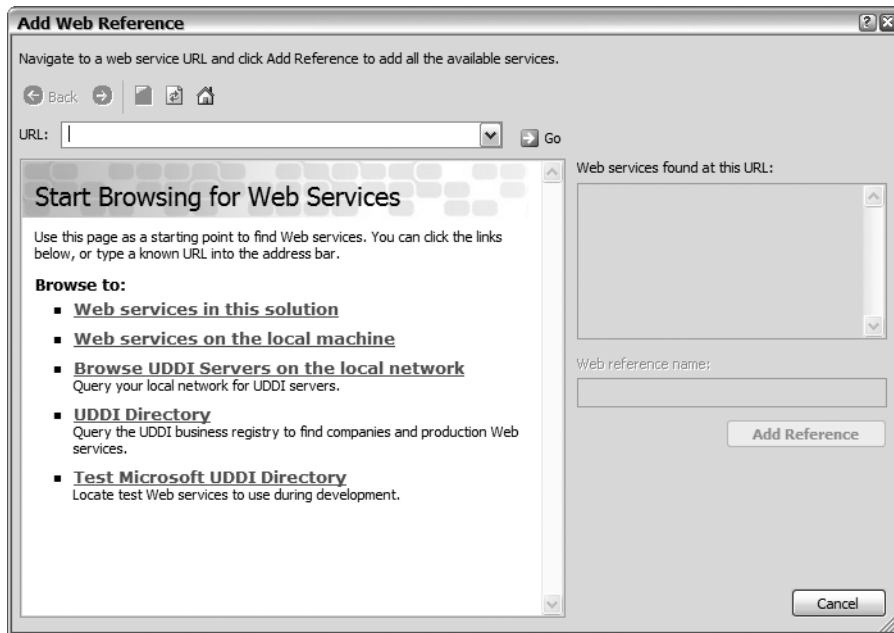 Add Web Reference
Navigate to a web service URL and click Add Reference to add all the available services.
Back
URL:
Go
Start Browsing for Web Services
Use this page as a starting point to find Web services. You can click the links
below, or type a known URL into the address bar.
Browse to:
Web services in this solution
Web services on the local machine
Browse UDDI Servers on the local network
Query your local network for UDDI servers.
UDDI Directory
Query the UDDI business registry to find companies and production Web
services.
Test Microsoft UDDI Directory
Locate test Web services to use during development.
Web services found at this URL:
Web reference name:
Add Reference
Cancel